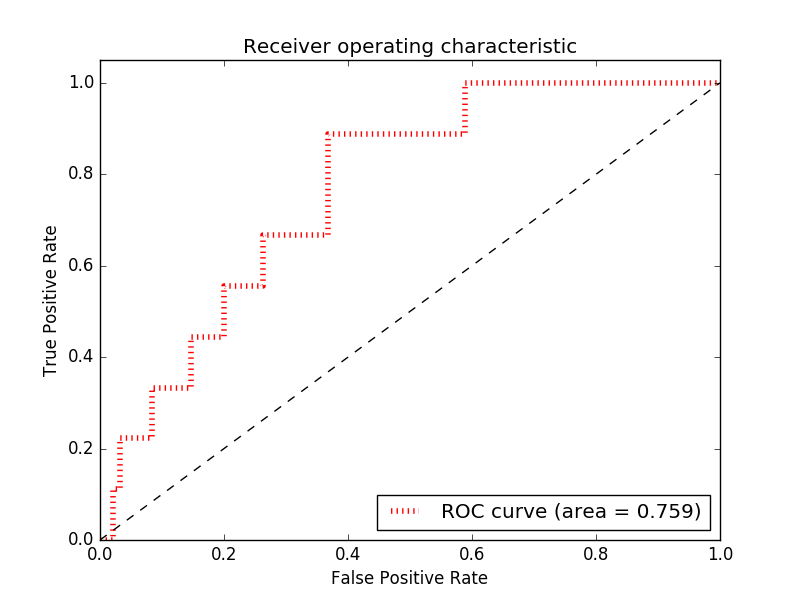 Receiver operating characteristic
1.0
0.8
0.6
0.4
0.2
0.0
True Positive Rate
ROC curve (area = 0.759)
0.0 0.2 0.4 0.6 0.8 1.0
False Positive Rate